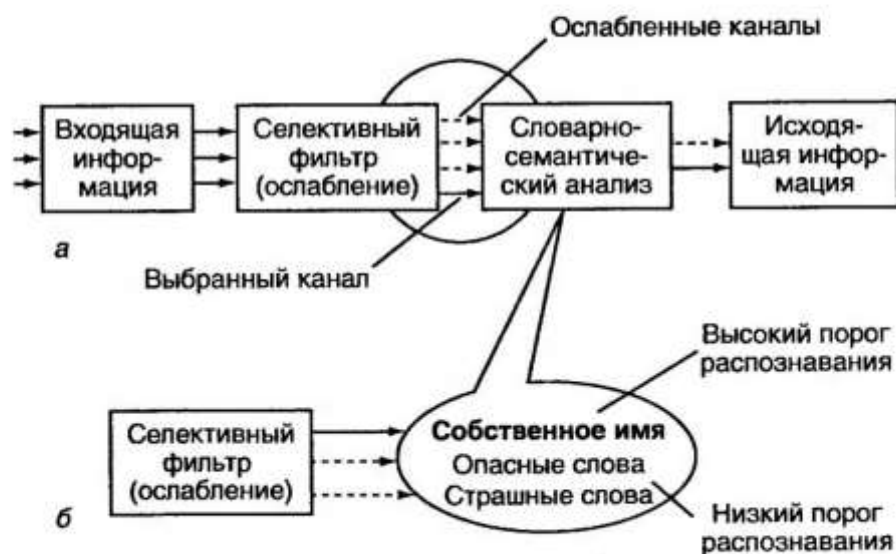 Ослабленные каналы
Входящая
инфор-
мация
Селективный
фильтр
(ослабление)
Словарно-
семантиче-
ский анализ
Исходя-
щая инфор-
мация
а
Выбранный канал
Высокий порог
распознавания
Селективный
фильтр
(ослабление)
Собственное имя
Опасные слова
Страшные слова
б
Низкий порог
распознавания